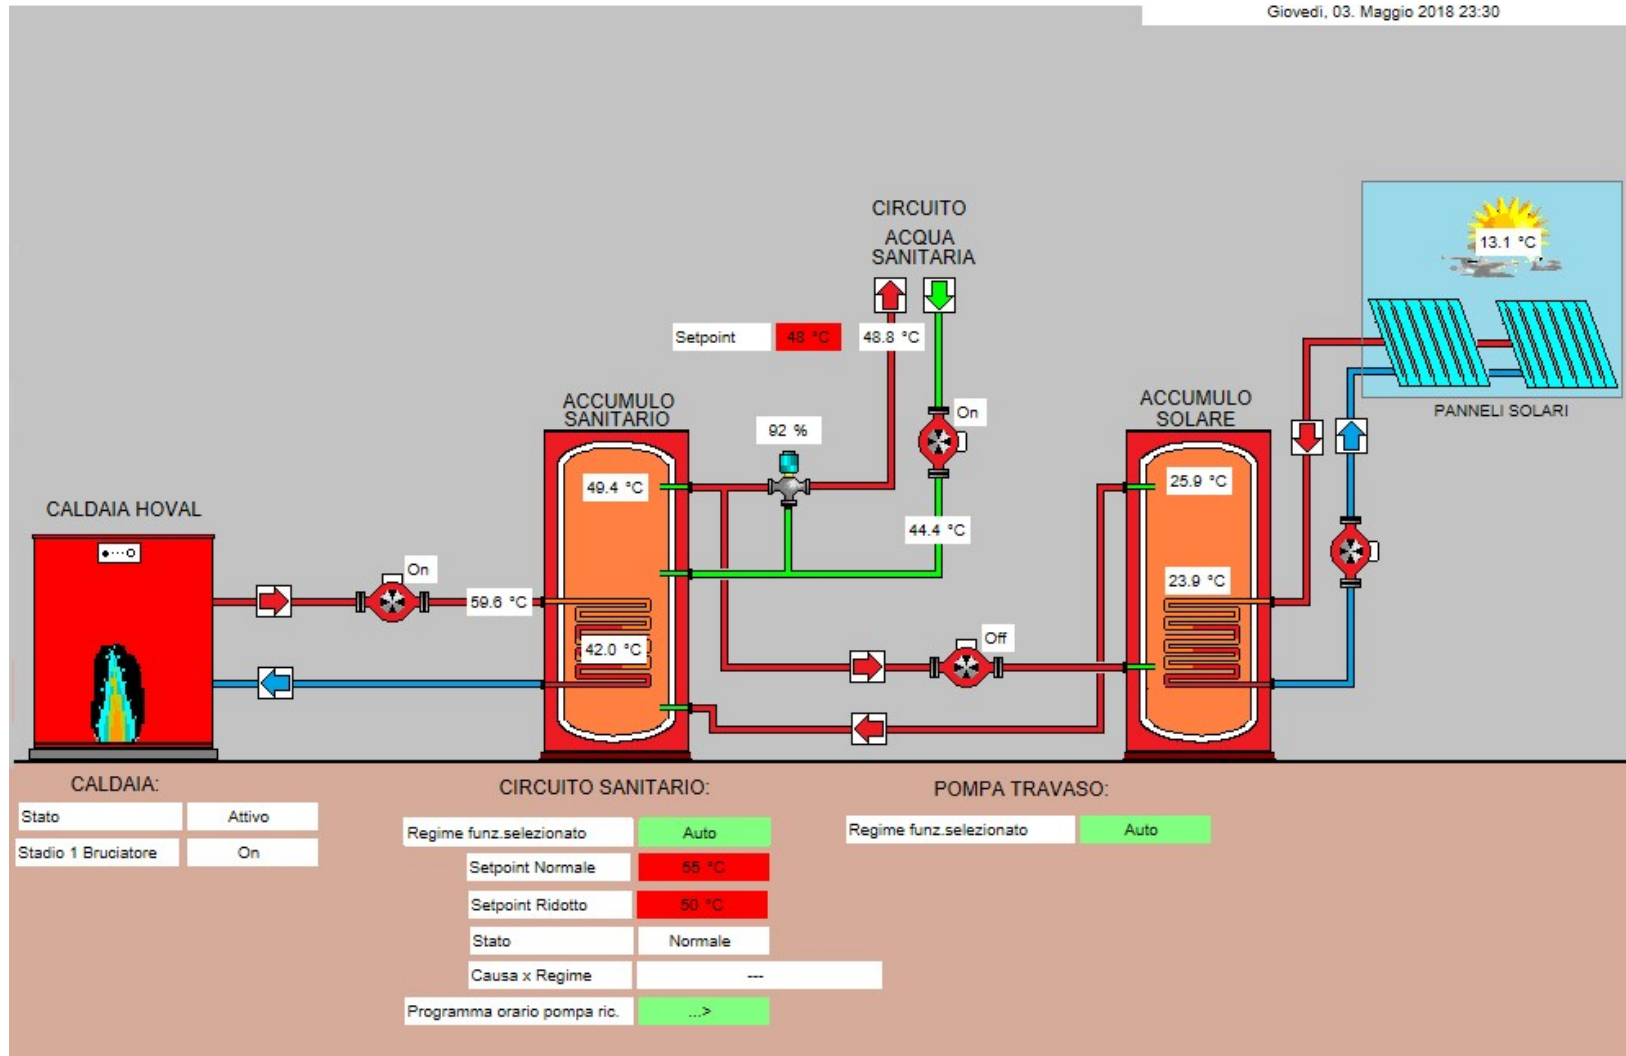 Giovedì, 03. Maggio 2018 23:30
CIRCUITO
ACQUA
SANITARIA
13.1 °C
Setpoint 48 °C 48.8 °C
PANNELI SOLARI
ACCUMULO
SANITARIO
92 %
On
ACCUMULO
SOLARE
49.4 °C
25.9 °C
CALDAIA HOVAL
44.4 °C
On
59.6 °C
23.9 °C
42.0 °C
Off
CALDAIA:
Stato Attivo
Stadio 1 Bruciatore On
CIRCUITO SANITARIO:
Regime funz.selezionato Auto
Setpoint Normale 55 °C
Setpoint Ridotto 50 °C
Stato Normale
Causa x Regime ---
Programma orario pompa ric. ...>
POMPA TRAVASO:
Regime funz.selezionato Auto